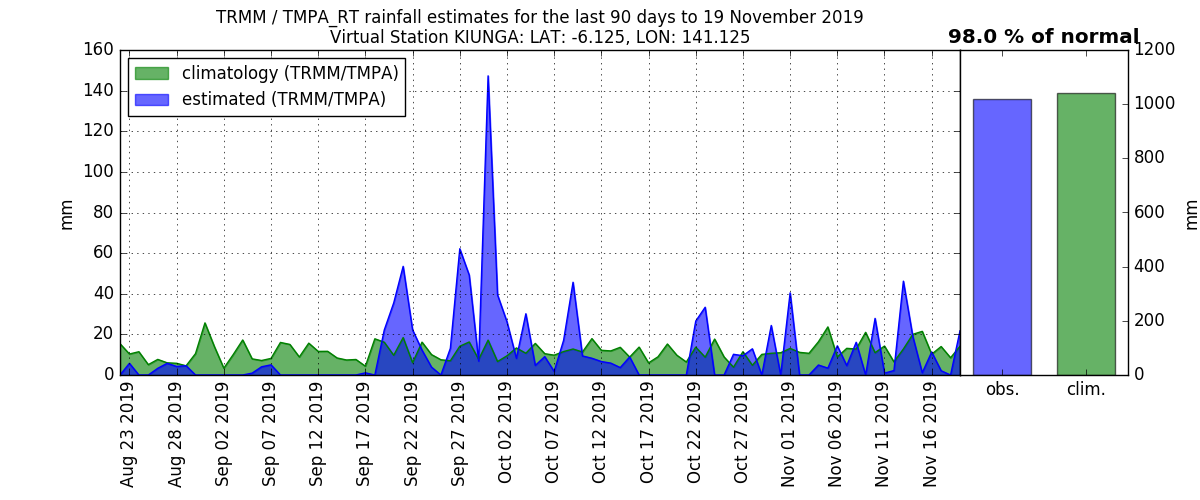 TRMM / TMPA_RT rainfall estimates for the last 90 days to 19 November 2019
Virtual Station KIUNGA: LAT: -6.125, LON: 141.125
98.0 % of normal
climatology (TRMM/TMPA)
estimated (TRMM/TMPA)
mm
160
140
120
100
80
60
40
20
0
Aug 23 2019
Aug 28 2019
Sep 02 2019
Sep 07 2019
Sep 12 2019
Sep 17 2019
Sep 22 2019
Sep 27 2019
Oct 02 2019
Oct 07 2019
Oct 12 2019
Oct 17 2019
Oct 22 2019
Oct 27 2019
Nov 01 2019
Nov 06 2019
Nov 11 2019
Nov 16 2019
obs.
clim.
1200
1000
800
600
400
200
0
mm